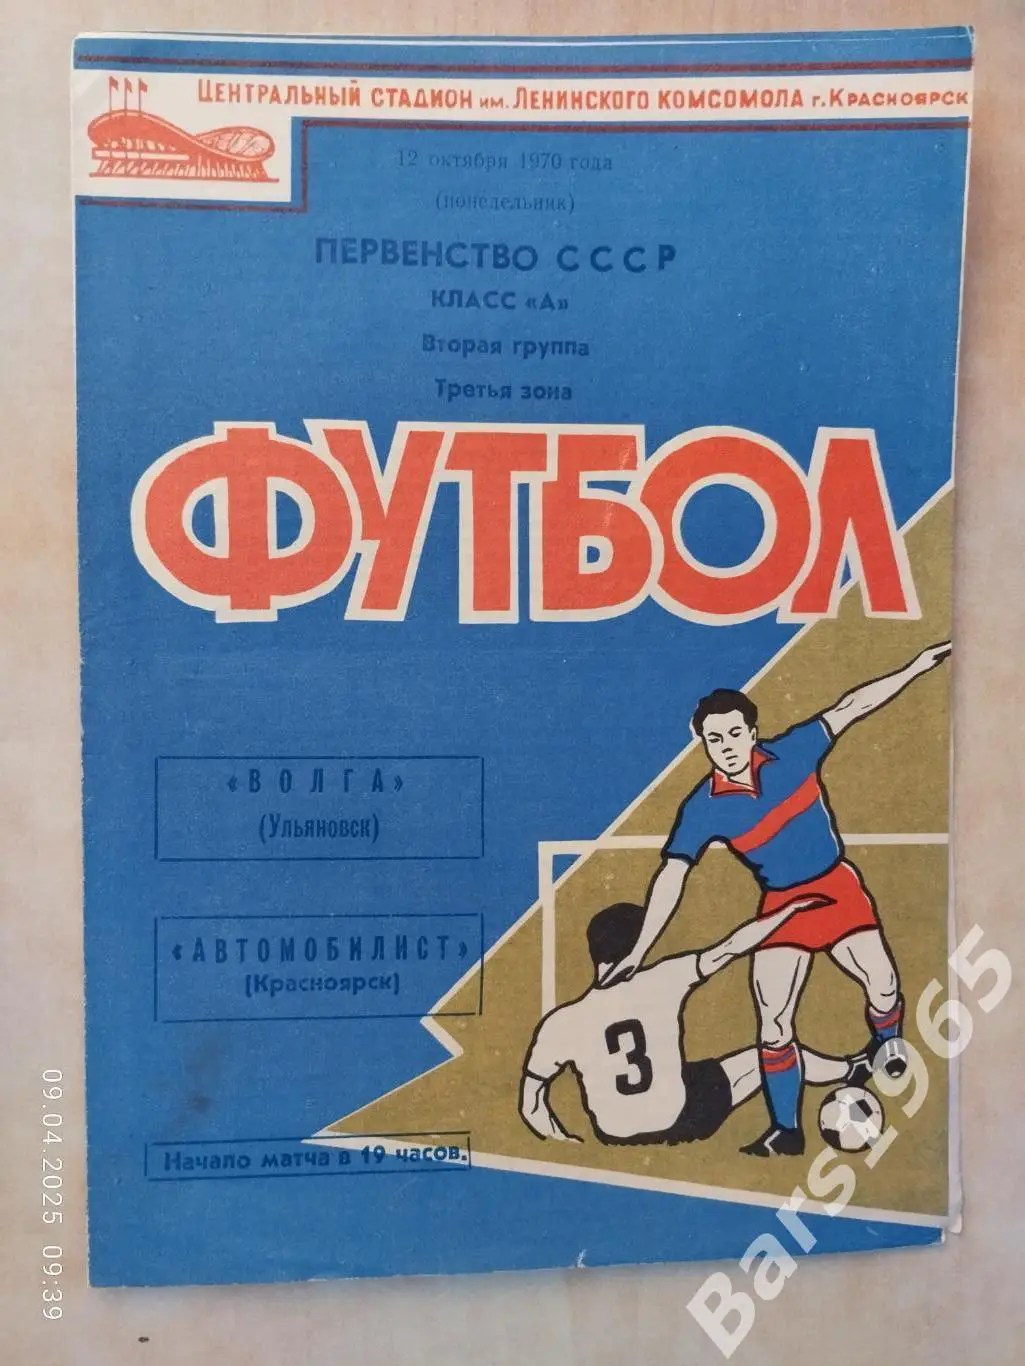 ЦЕНТРАЛЬНЫЙ СТАДИОН им. ЛЕНИНСКОГО КОМСОМОЛА г. КРАСНОЯРСК
12 октября 1970 года
(понедельник)
ПЕРВЕНСТВО СССР
КЛАСС «А»
Вторая группа
Третья зона
ФУТБОЛ
«ВОЛГА»
(Ульяновск)
«АВТОМОБИЛИСТ»
(Красноярск)
3
Начало матча в 19 часов.
09.04.2025 09:39
Bars1965